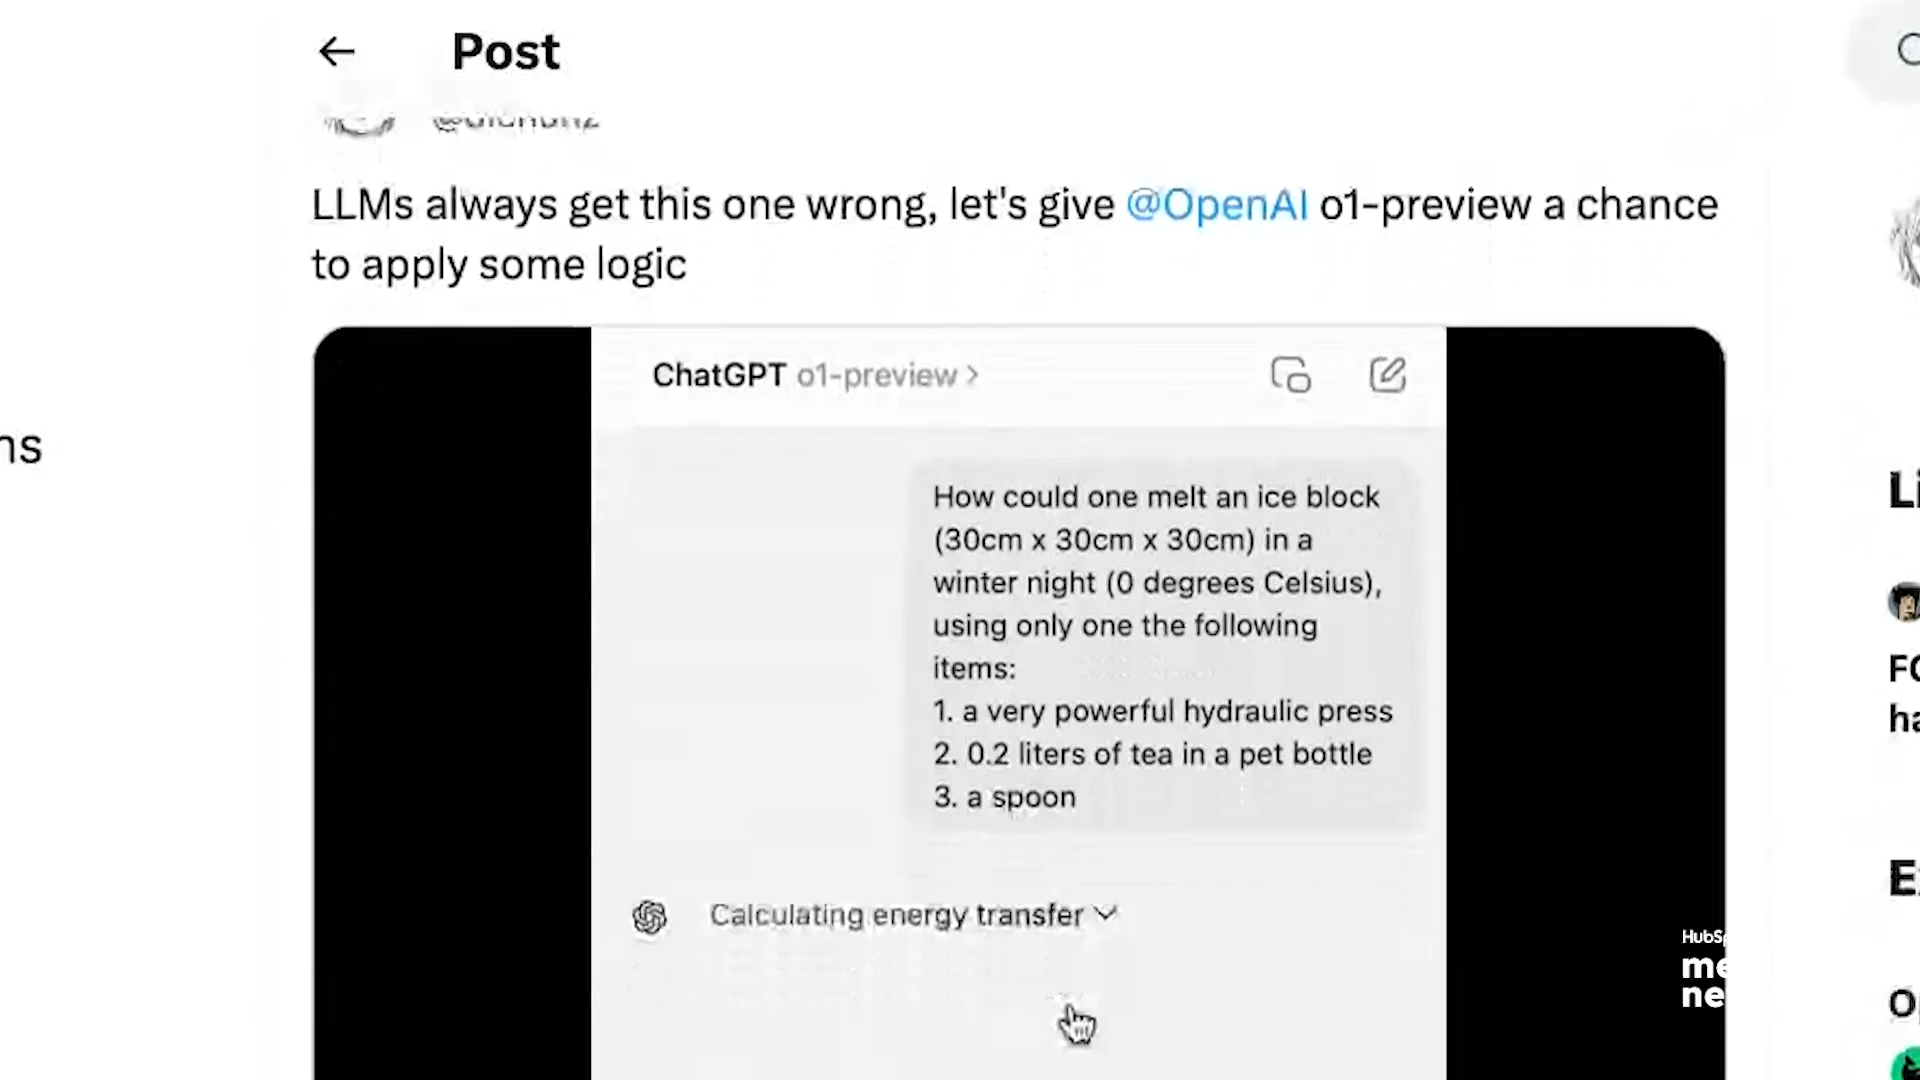 Post
LLMs always get this one wrong, let's give @OpenAI o1-preview a chance
to apply some logic
ChatGPT o1-preview >
How could one melt an ice block
(30cm x 30cm x 30cm) in a
winter night (0 degrees Celsius),
using only one the following
items:
1. a very powerful hydraulic press
2. 0.2 liters of tea in a pet bottle
3. a spoon
Calculating energy transfer